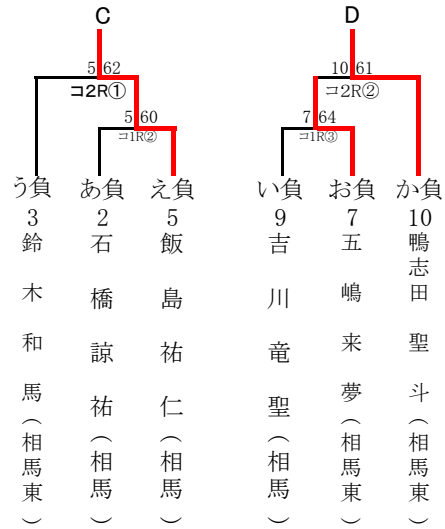 C
D
5 62
10 61
コ2R①
コ2R②
5 60
7 64
コ1R②
コ1R③
う負 あ負 え負 い負 お負 か負
3 2 5 9 7 10
鈴木和馬(相馬東)
石橋諒祐(相馬)
飯島祐仁(相馬)
吉川竜聖(相馬)
五嶋来夢(相馬東)
鴨志田聖斗(相馬東)